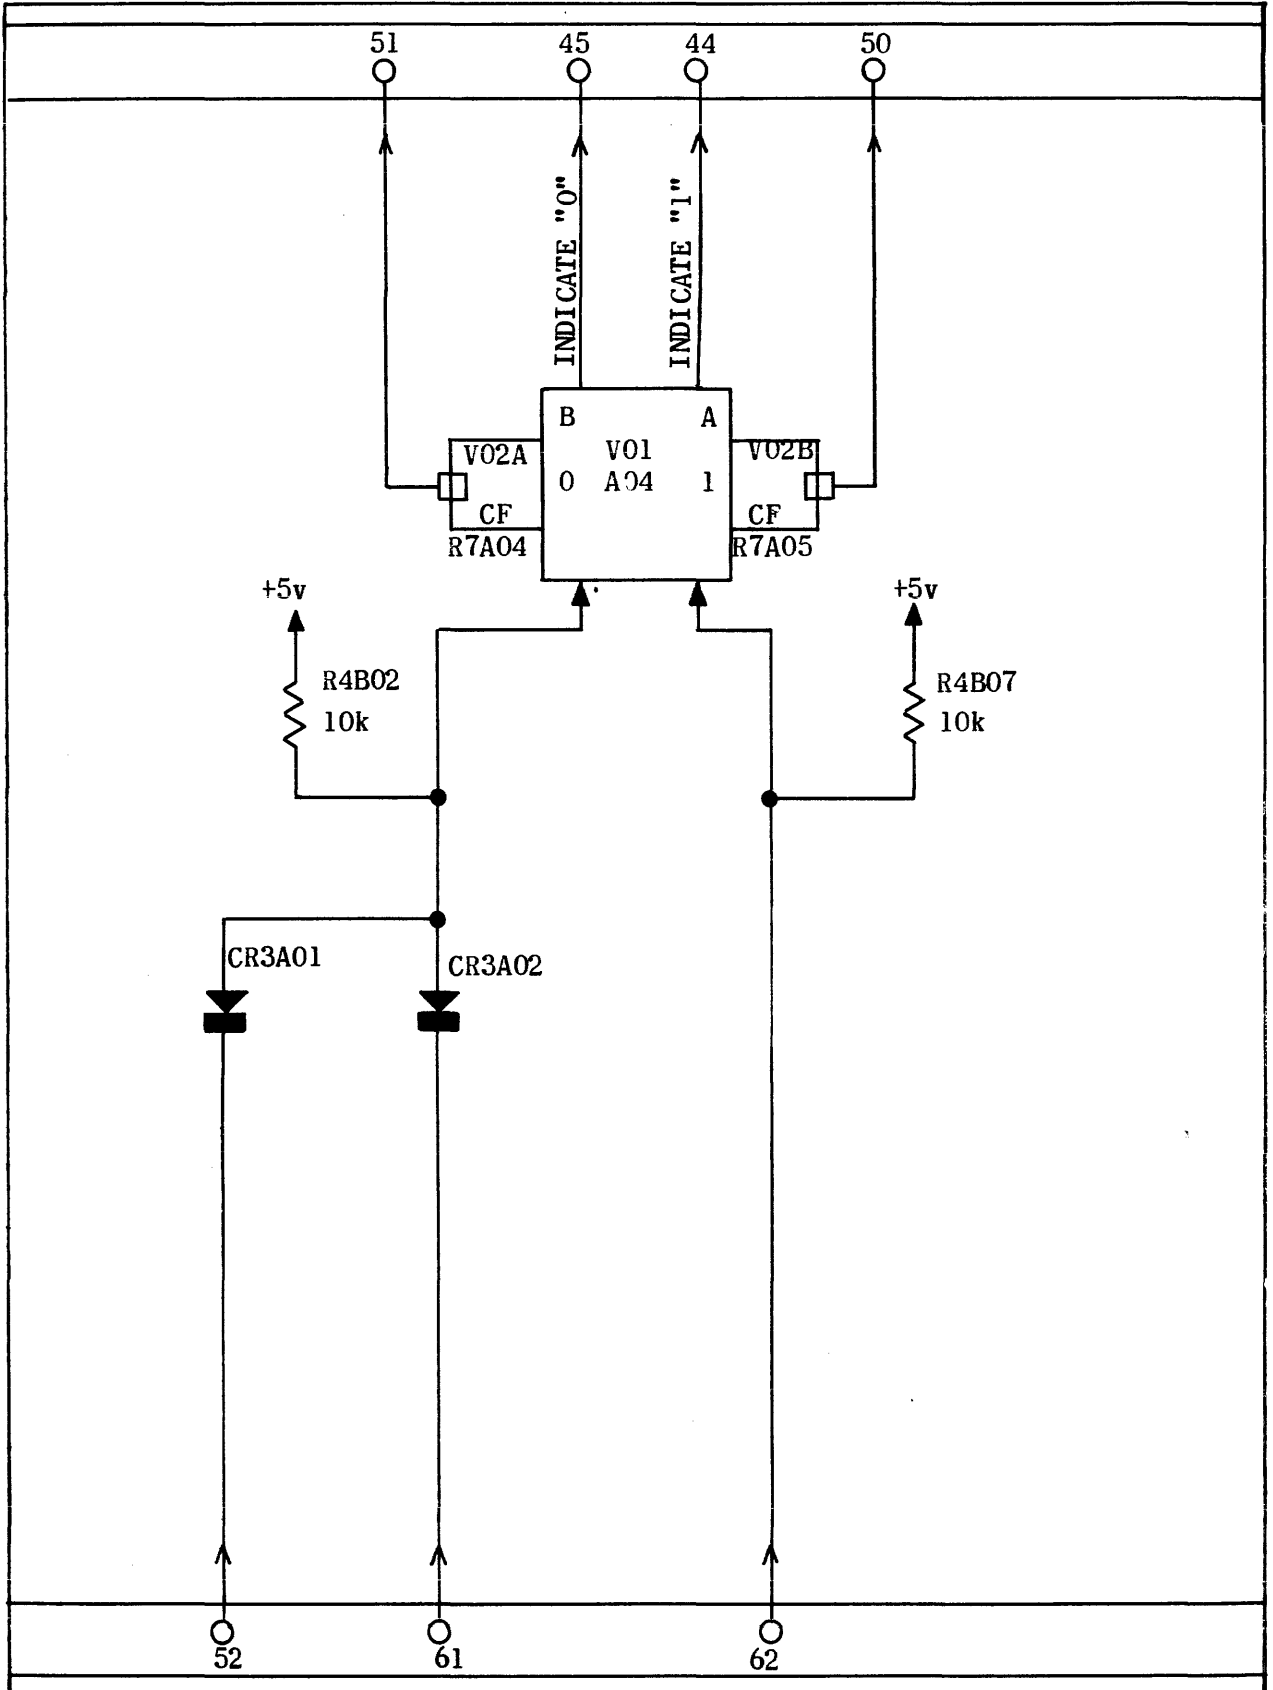 51
45
44
50
INDICATE "0"
INDICATE "1"
B
A
V01
V02A
V02B
0
A04
1
CF
CF
R7A04
R7A05
+5v
+5v
R4B02
10k
R4B07
10k
CR3A01
CR3A02
52
61
62